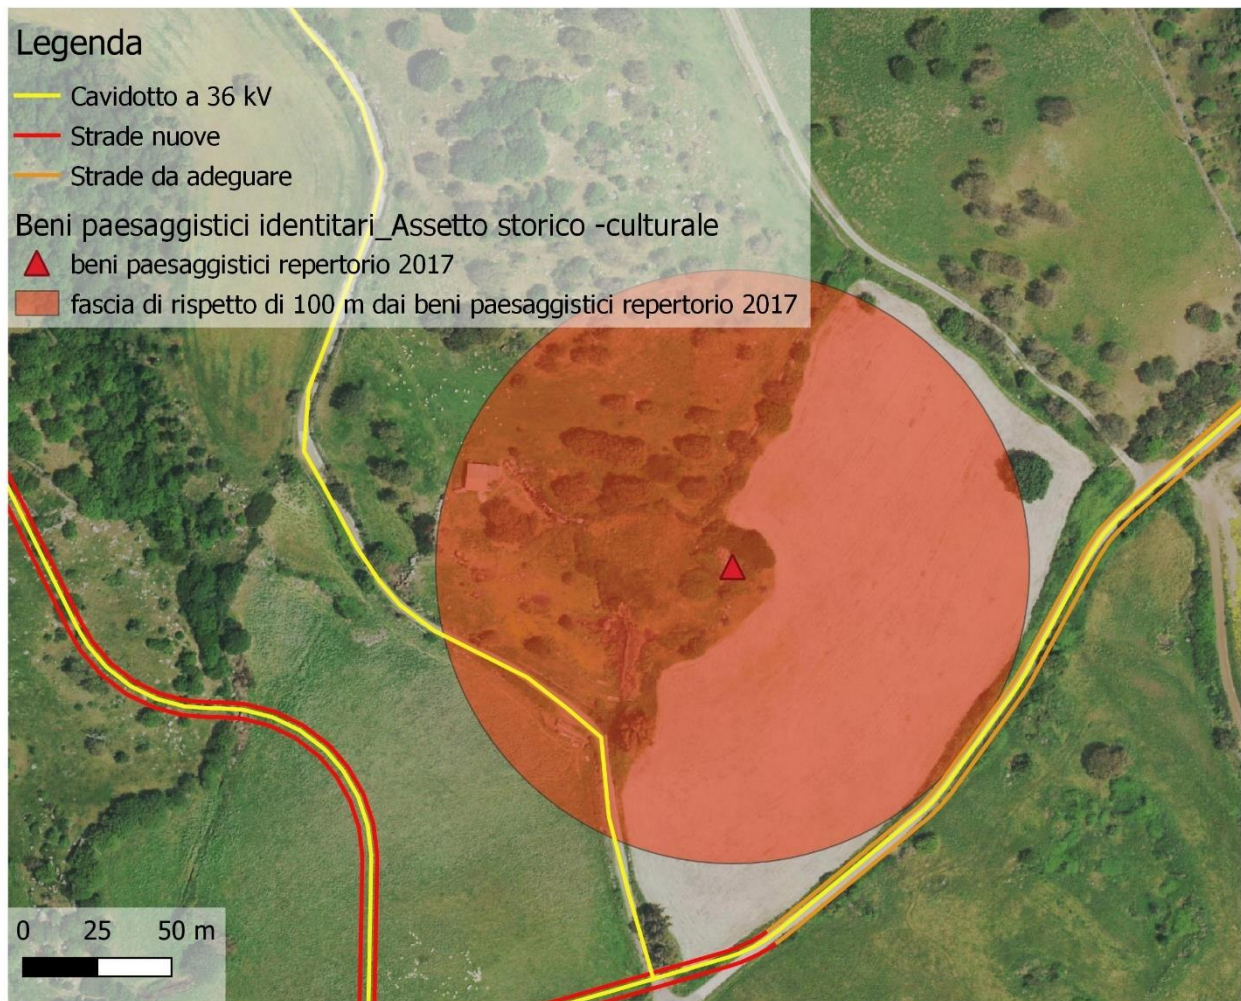 Legenda
Cavidotto a 36 kV
Strade nuove
Strade da adeguare
Beni paesaggistici identitari_Assetto storico -culturale
beni paesaggistici repertorio 2017
fascia di rispetto di 100 m dai beni paesaggistici repertorio 2017
0 25 50 m